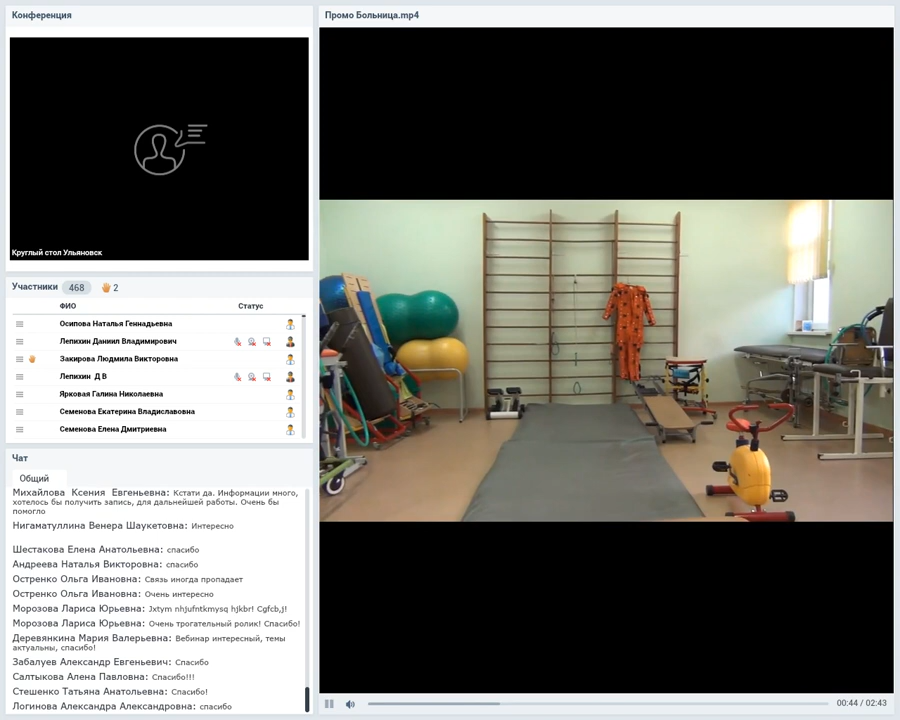 Конференция
Круглый стол Ульяновск
Участники 468 2
ФИО Статус
Осипова Наталья Геннадьевна
Лепихин Даниил Владимирович
Закирова Людмила Викторовна
Лепихин Д В
Ярковая Галина Николаевна
Семенова Екатерина Владиславовна
Семенова Елена Дмитриевна
Чат
Общий
Михайлова Ксения Евгеньевна: Кстати да. Информации много,
хотелось бы получить запись, для дальнейшей работы. Очень бы
помогло
Нигаматуллина Венера Шаукетовна: Интересно
Шестакова Елена Анатольевна: спасибо
Андреева Наталья Викторовна: спасибо
Остренко Ольга Ивановна: Связь иногда пропадает
Остренко Ольга Ивановна: Очень интересно
Морозова Лариса Юрьевна: Jxtym nhjufntkmysq hjkbr! Cgfcb,j!
Морозова Лариса Юрьевна: Очень трогательный ролик! Спасибо!
Деревянкина Мария Валерьевна: Вебинар интересный, темы
актуальны, спасибо!
Забалуев Александр Евгеньевич: Спасибо
Салтыкова Алена Павловна: Спасибо!!!
Стешенко Татьяна Анатольевна: Спасибо!
Логинова Александра Александровна: спасибо
Промо Больница.mp4
00:44 / 02:43